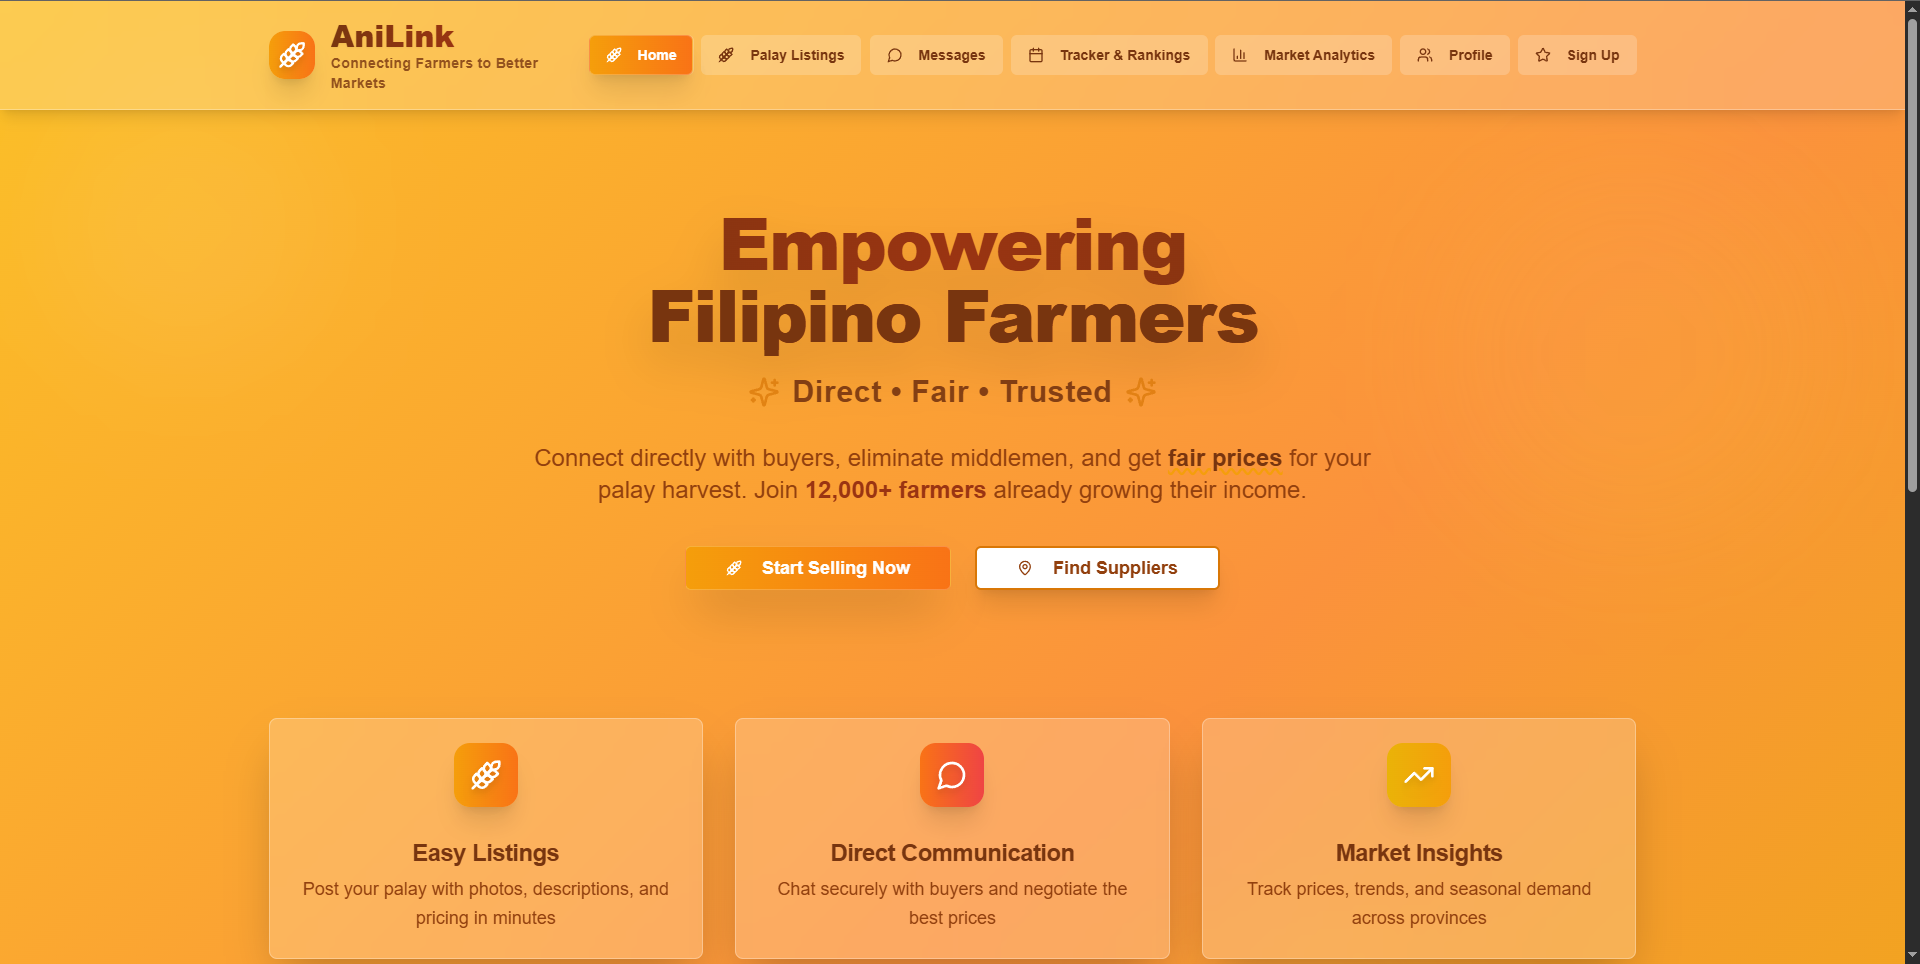 AniLink
Connecting Farmers to Better
Markets
Home
Palay Listings
Messages
Tracker & Rankings
Market Analytics
Profile
Sign Up
Empowering
Filipino Farmers
Direct • Fair • Trusted
Connect directly with buyers, eliminate middlemen, and get fair prices for your
palay harvest. Join 12,000+ farmers already growing their income.
Start Selling Now
Find Suppliers
Easy Listings
Post your palay with photos, descriptions, and
pricing in minutes
Direct Communication
Chat securely with buyers and negotiate the
best prices
Market Insights
Track prices, trends, and seasonal demand
across provinces